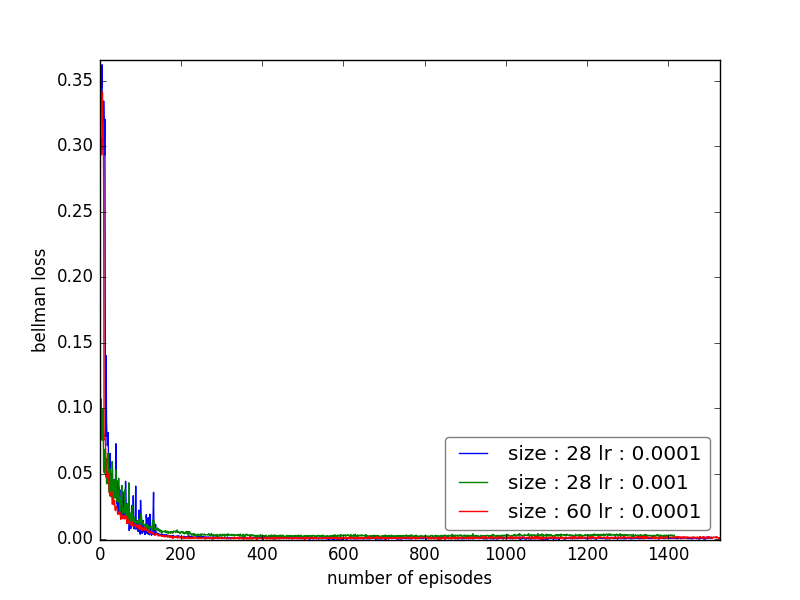 0.35
0.30
0.25
0.20
0.15
0.10
0.05
0.00
bellman loss
size : 28 lr : 0.0001
size : 28 lr : 0.001
size : 60 lr : 0.0001
0 200 400 600 800 1000 1200 1400
number of episodes